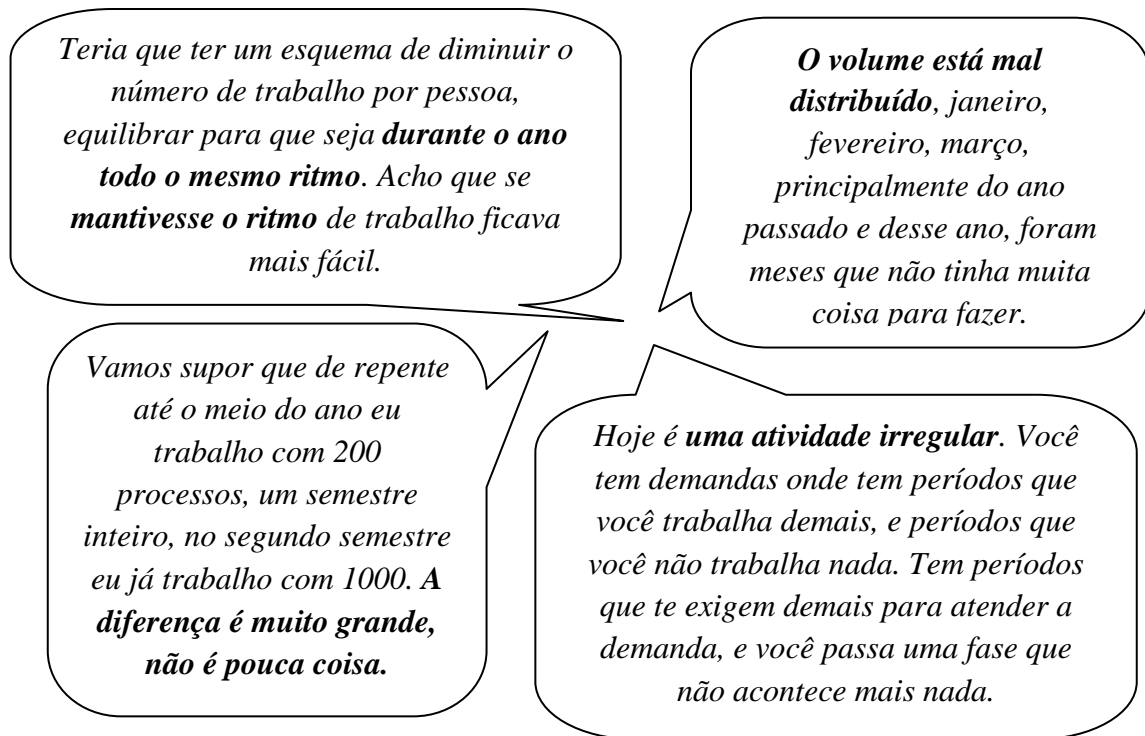 Teria que ter um esquema de diminuir o
número de trabalho por pessoa,
equilibrar para que seja durante o ano
todo o mesmo ritmo. Acho que se
mantivesse o ritmo de trabalho ficava
mais fácil.
O volume está mal
distribuído, janeiro,
fevereiro, março,
principalmente do ano
passado e desse ano, foram
meses que não tinha muita
coisa para fazer.
Vamos supor que de repente
até o meio do ano eu
trabalho com 200
processos, um semestre
inteiro, no segundo semestre
eu já trabalho com 1000. A
diferença é muito grande,
não é pouca coisa.
Hoje é uma atividade irregular. Você
tem demandas onde tem períodos que
você trabalha demais, e períodos que
você não trabalha nada. Tem períodos
que te exigem demais para atender a
demanda, e você passa uma fase que
não acontece mais nada.